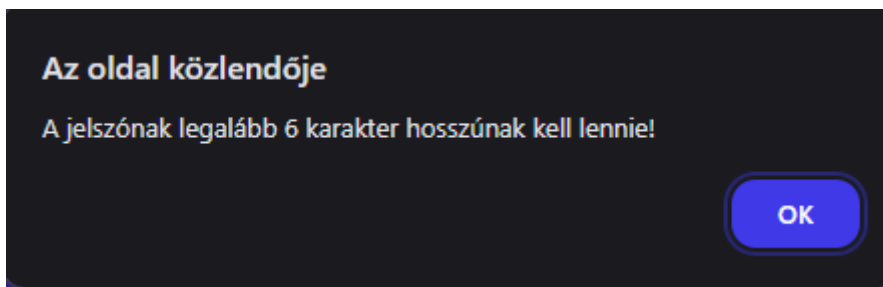 Az oldal közlendője
A jelszónak legalább 6 karakter hosszúnak kell lennie!
OK